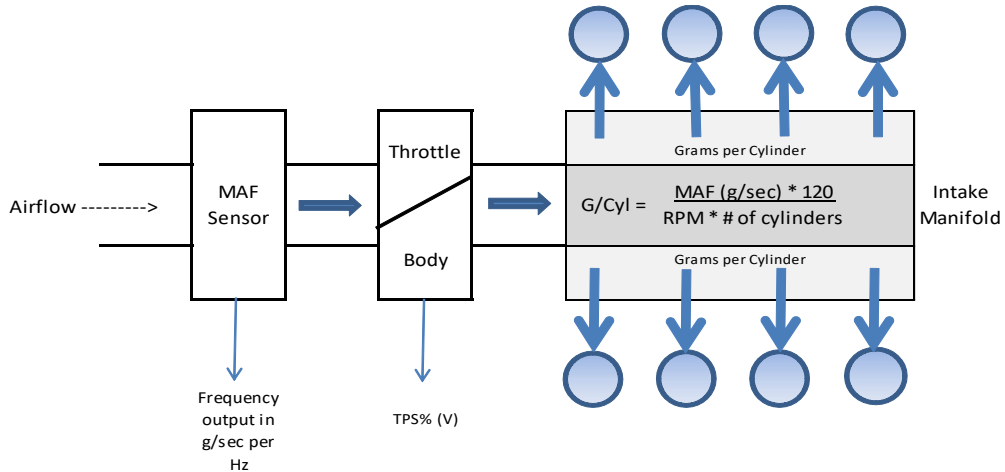 Airflow --------->
MAF
Sensor
Frequency
output in
g/sec per
Hz
Throttle
Body
TPS% (V)
Grams per Cylinder
G/Cyl =
MAF (g/sec) * 120
RPM * # of cylinders
Grams per Cylinder
Intake
Manifold